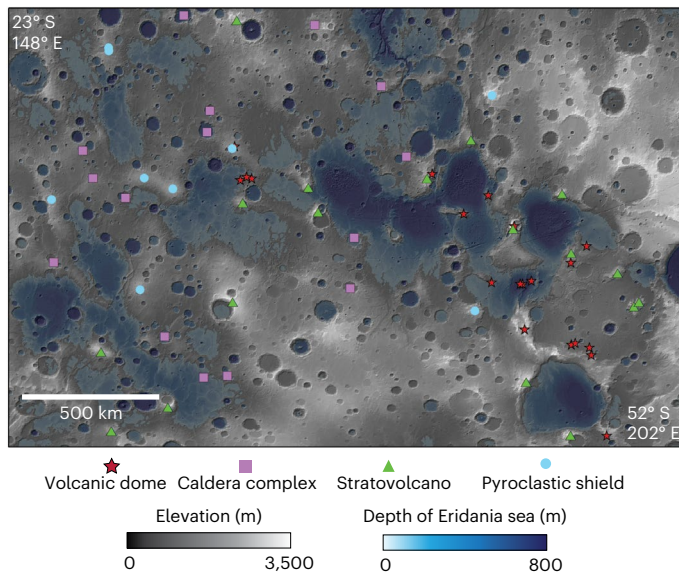 23° S
148° E
500 km
52° S
202° E
Volcanic dome Caldera complex Stratovolcano Pyroclastic shield
Elevation (m) Depth of Eridania sea (m)
0 3,500 0 800